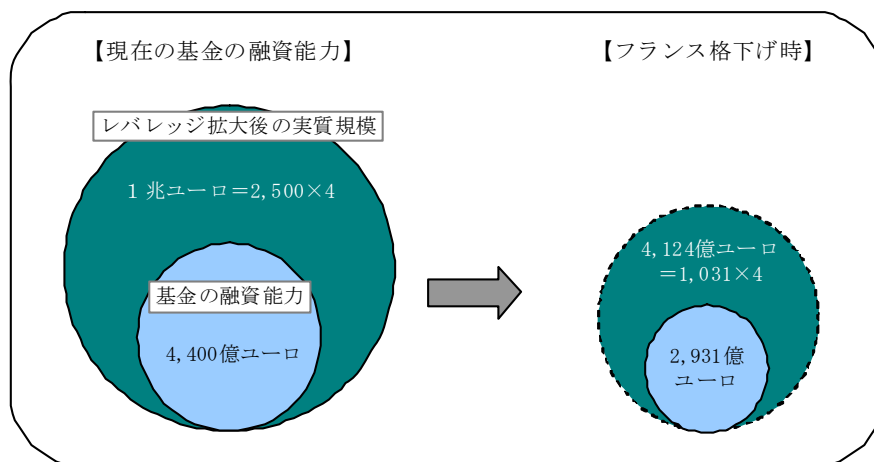 【現在の基金の融資能力】
レバレッジ拡大後の実質規模
1 兆ユーロ＝2,500×4
基金の融資能力
4,400億ユーロ
【フランス格下げ時】
4,124億ユーロ
＝1,031×4
2,931億
ユーロ